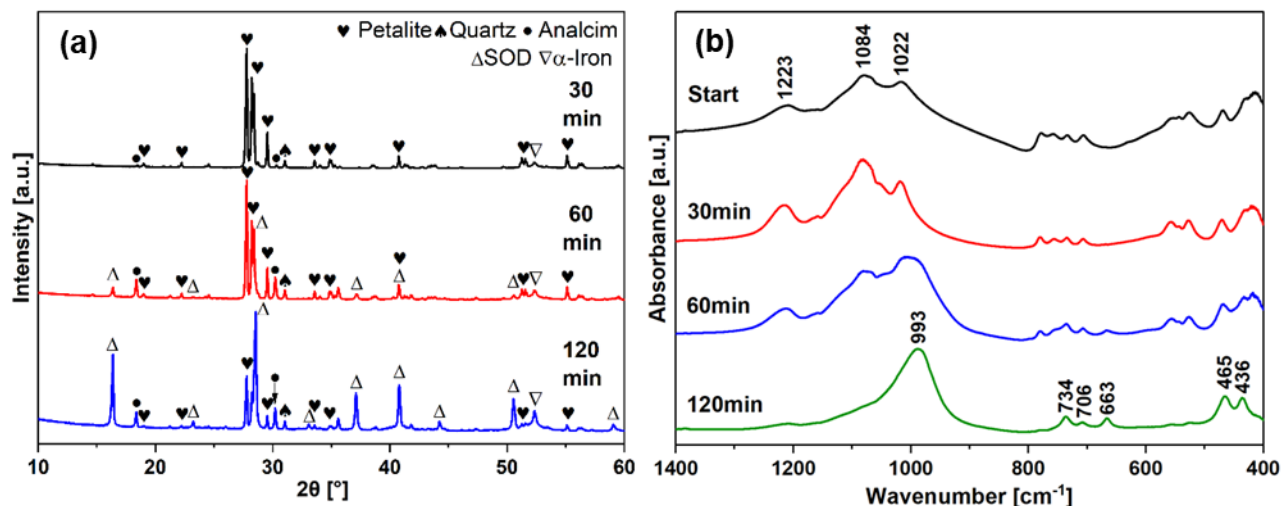 (a)
♥ Petalite ♠ Quartz ● Analcim
ΔSOD ∇α-Iron
30
min
60
min
120
min
Intensity [a.u.]
10 20 30 40 50 60
2θ [°]
(b)
1223
1084
1022
Start
30min
60min
120min
993
734
706
663
465
436
Absorbance [a.u.]
1400 1200 1000 800 600 400
Wavenumber [cm⁻¹]